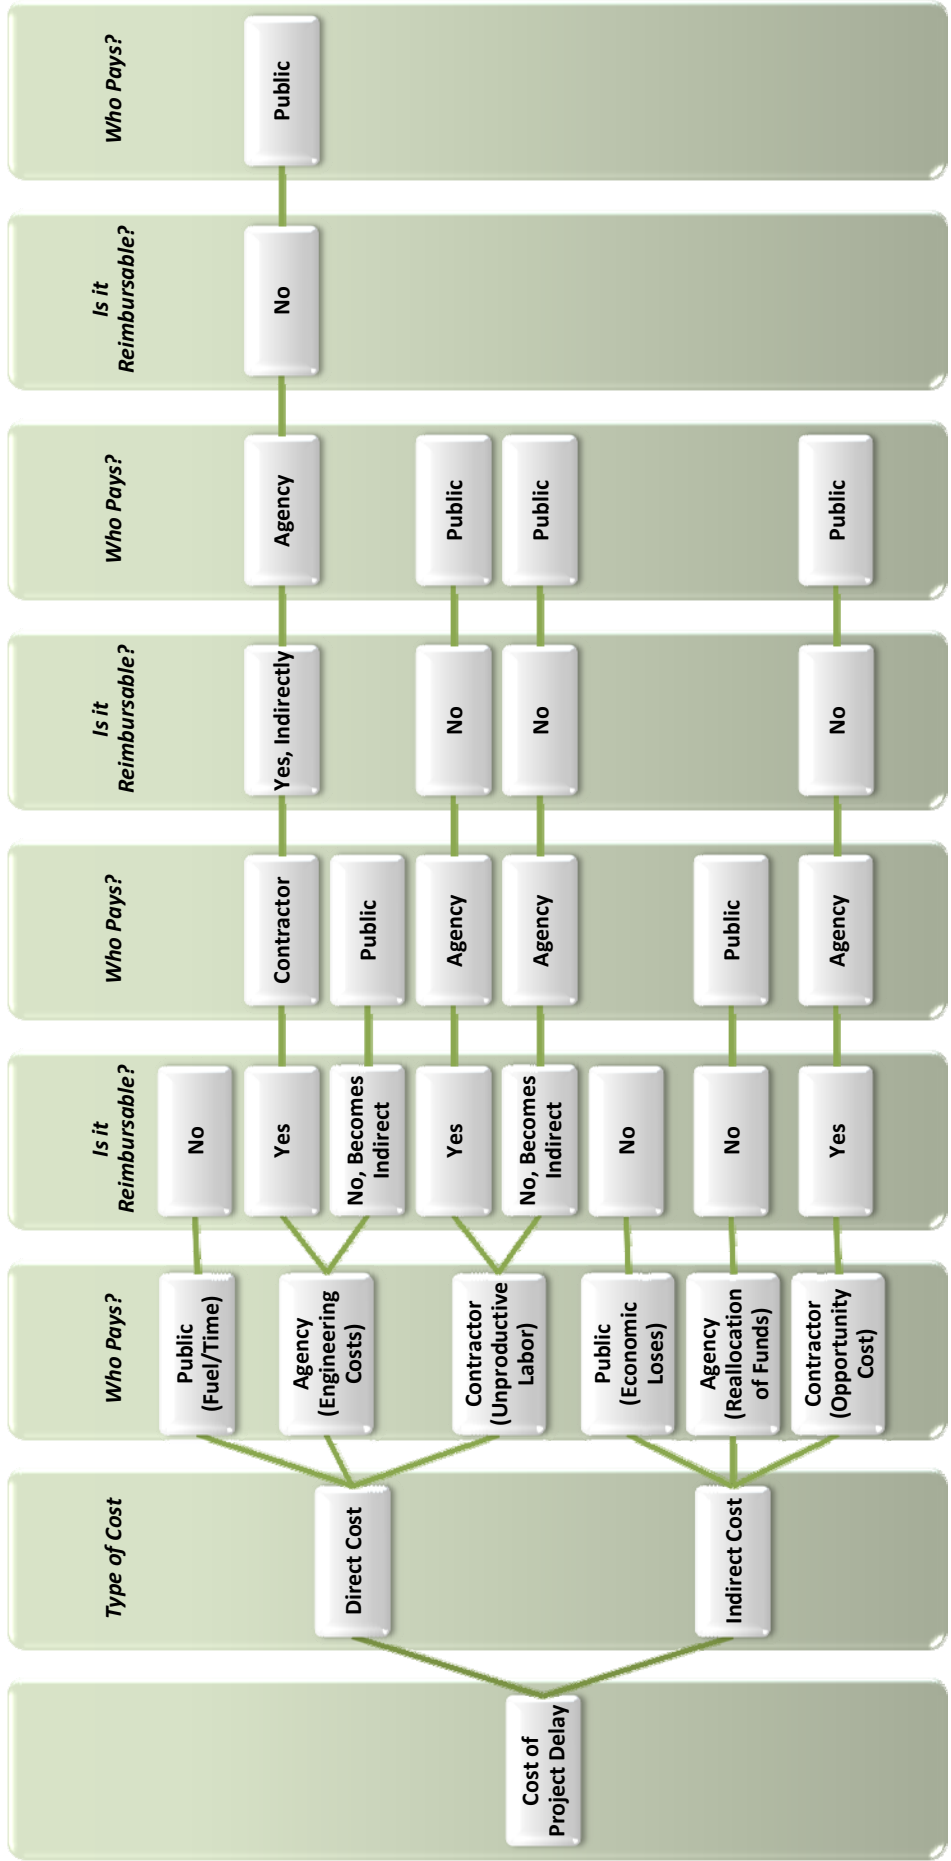 Type of Cost
Who Pays?
Is it
Reimbursable?
Who Pays?
Is it
Reimbursable?
Who Pays?
Is it
Reimbursable?
Who Pays?
Cost of
Project Delay
Direct Cost
Public
(Fuel/Time)
No
Agency
(Engineering
Costs)
Yes
Contractor
Yes, Indirectly
Agency
No
Public
No, Becomes
Indirect
Public
Contractor
(Unproductive
Labor)
Yes
Agency
No
Public
No, Becomes
Indirect
Agency
No
Public
Indirect Cost
Public
(Economic
Loses)
No
Agency
(Reallocation
of Funds)
No
Public
Contractor
(Opportunity
Cost)
Yes
Agency
No
Public